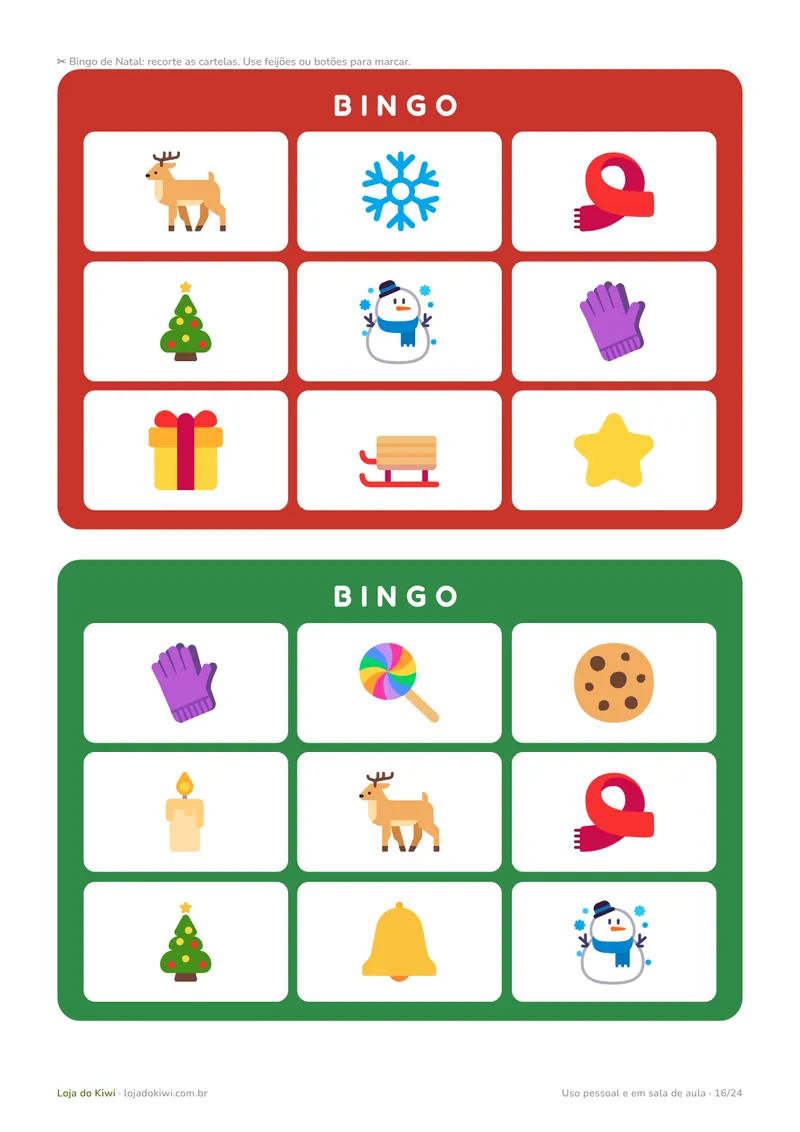 ✂ Bingo de Natal: recorte as cartelas. Use feijões ou botões para marcar.
BINGO
BINGO
Loja do Kiwi · lojadokiwi.com.br
Uso pessoal e em sala de aula · 16/24